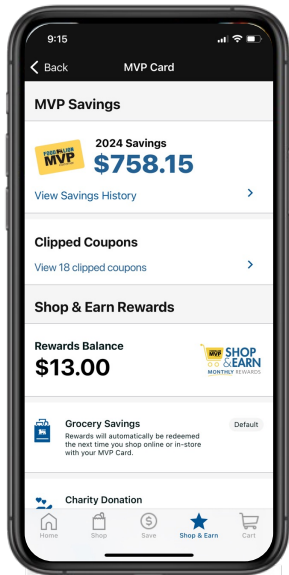 9:15
Back
MVP Card
MVP Savings
FOOD LION
MVP
2024 Savings
$758.15
View Savings History
Clipped Coupons
View 18 clipped coupons
Shop & Earn Rewards
Rewards Balance
$13.00
MVP SHOP
&EARN
MONTHLY REWARDS
Grocery Savings
Default
Rewards will automatically be redeemed
the next time you shop online or in-store
with your MVP Card.
Charity Donation
Home
Shop
$
Save
Shop & Earn
Cart